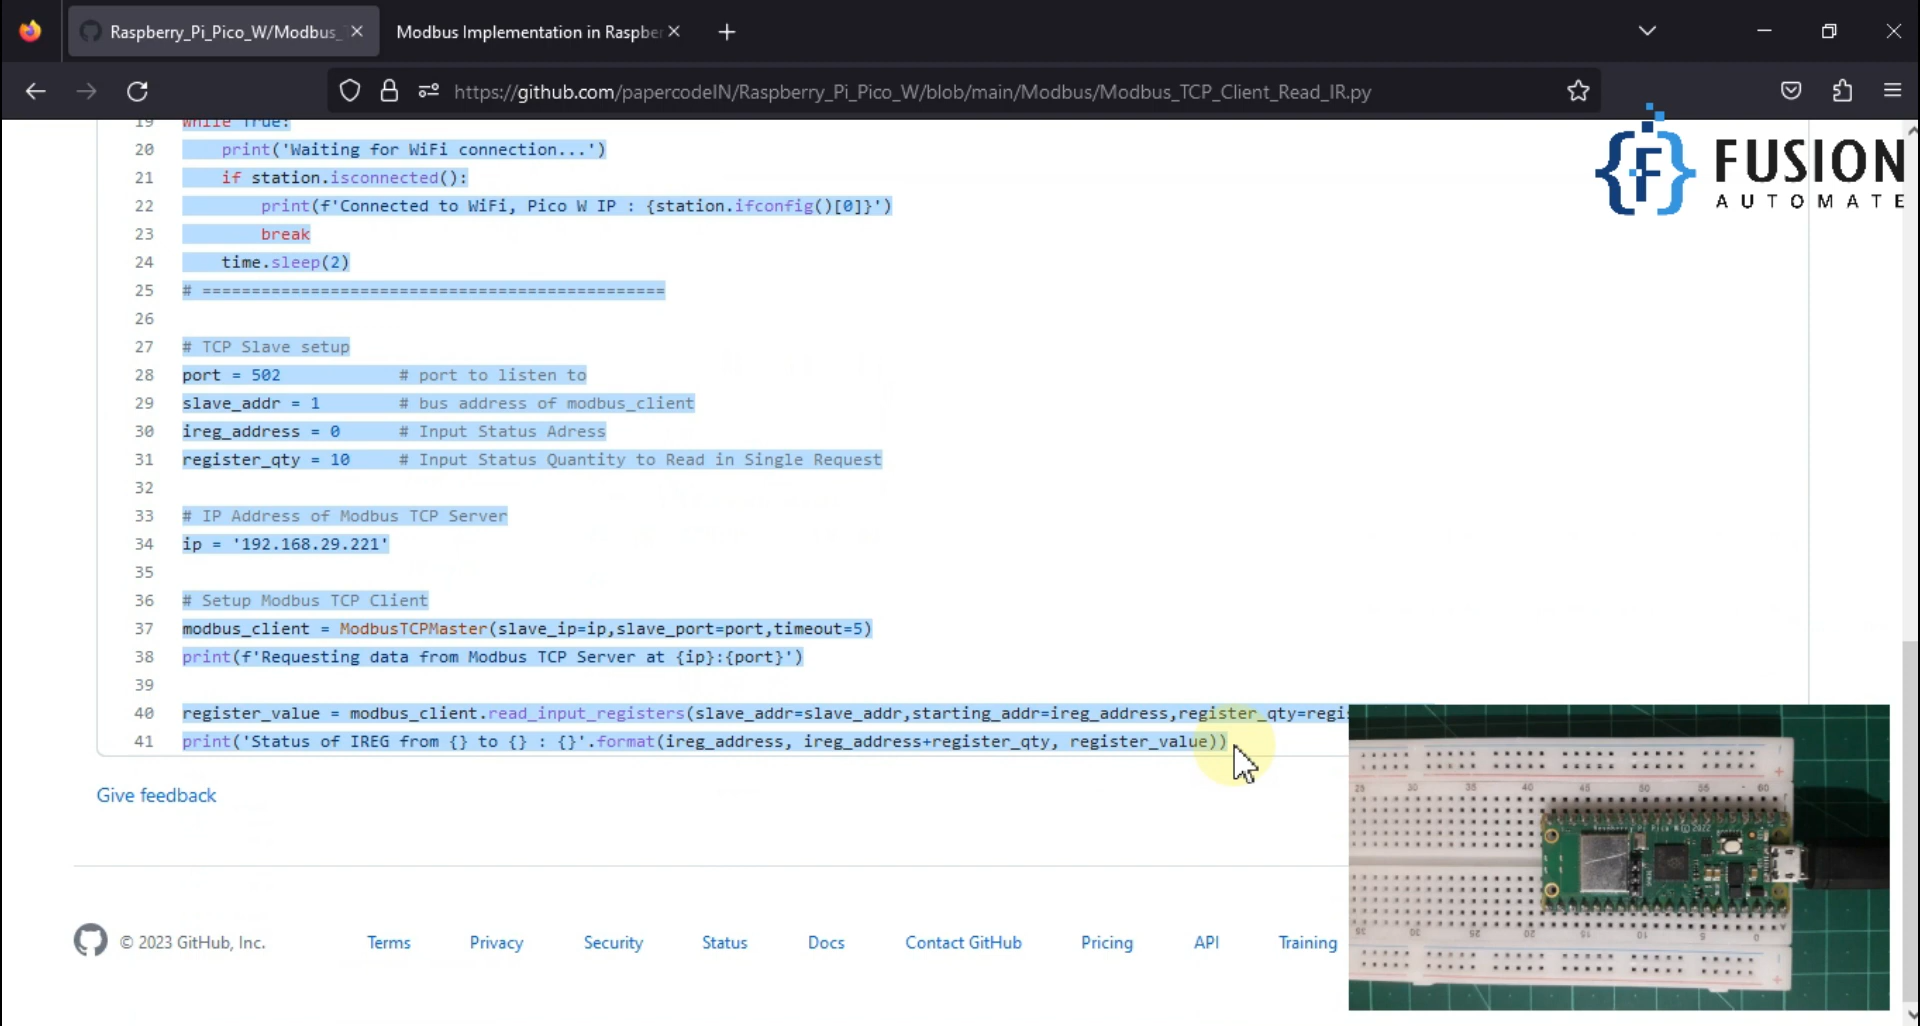 Raspberry_Pi_Pico_W/Modbus_
Modbus Implementation in Raspber
https://github.com/papercodeIN/Raspberry_Pi_Pico_W/blob/main/Modbus/Modbus_TCP_Client_Read_IR.py
FUSION
AUTOMATE
19 while True:
20 print('Waiting for WiFi connection...')
21 if station.isconnected():
22 print(f'Connected to WiFi, Pico W IP : {station.ifconfig()[0]}')
23 break
24 time.sleep(2)
25 # ===============================================
26
27 # TCP Slave setup
28 port = 502 # port to listen to
29 slave_addr = 1 # bus address of modbus_client
30 ireg_address = 0 # Input Status Adress
31 register_qty = 10 # Input Status Quantity to Read in Single Request
32
33 # IP Address of Modbus TCP Server
34 ip = '192.168.29.221'
35
36 # Setup Modbus TCP Client
37 modbus_client = ModbusTCPMaster(slave_ip=ip,slave_port=port,timeout=5)
38 print(f'Requesting data from Modbus TCP Server at {ip}:{port}')
39
40 register_value = modbus_client.read_input_registers(slave_addr=slave_addr,starting_addr=ireg_address,register_qty=regi
41 print('Status of IREG from {} to {} : {}'.format(ireg_address, ireg_address+register_qty, register_value))
Give feedback
© 2023 GitHub, Inc.
Terms
Privacy
Security
Status
Docs
Contact GitHub
Pricing
API
Training